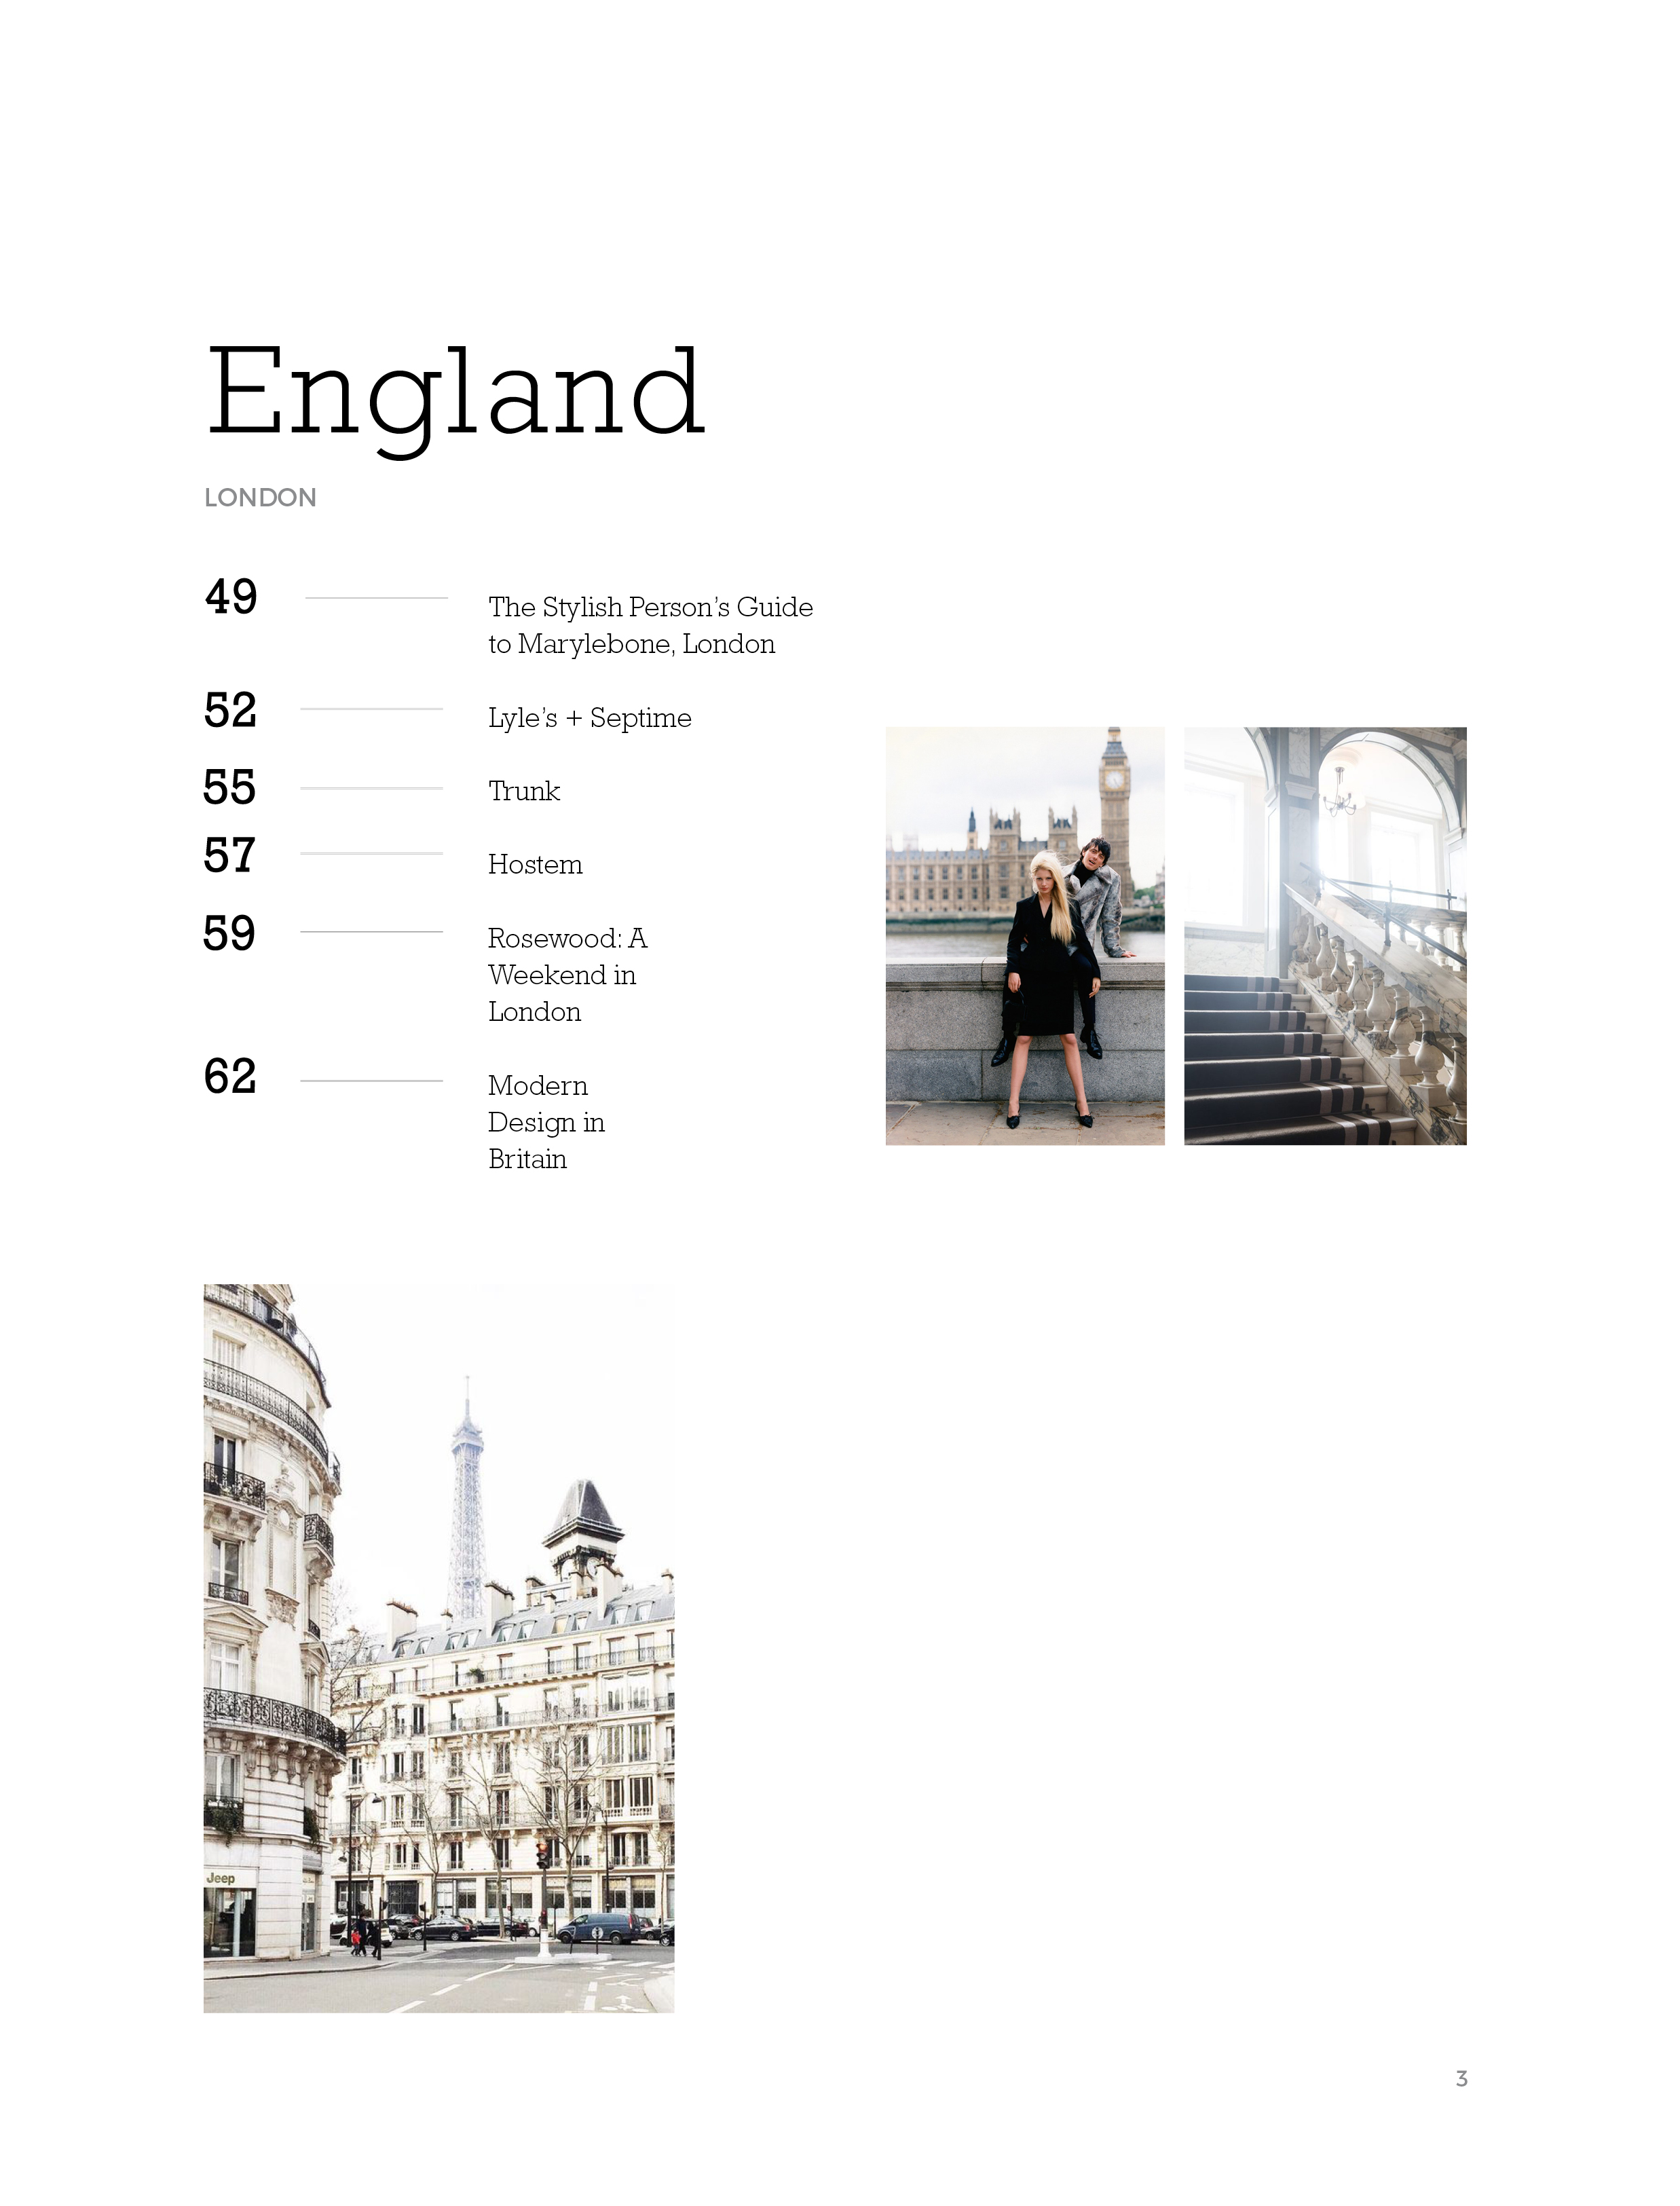 England
LONDON
49 The Stylish Person’s Guide
to Marylebone, London
52 Lyle’s + Septime
55 Trunk
57 Hostem
59 Rosewood: A
Weekend in
London
62 Modern
Design in
Britain
Jeep
3